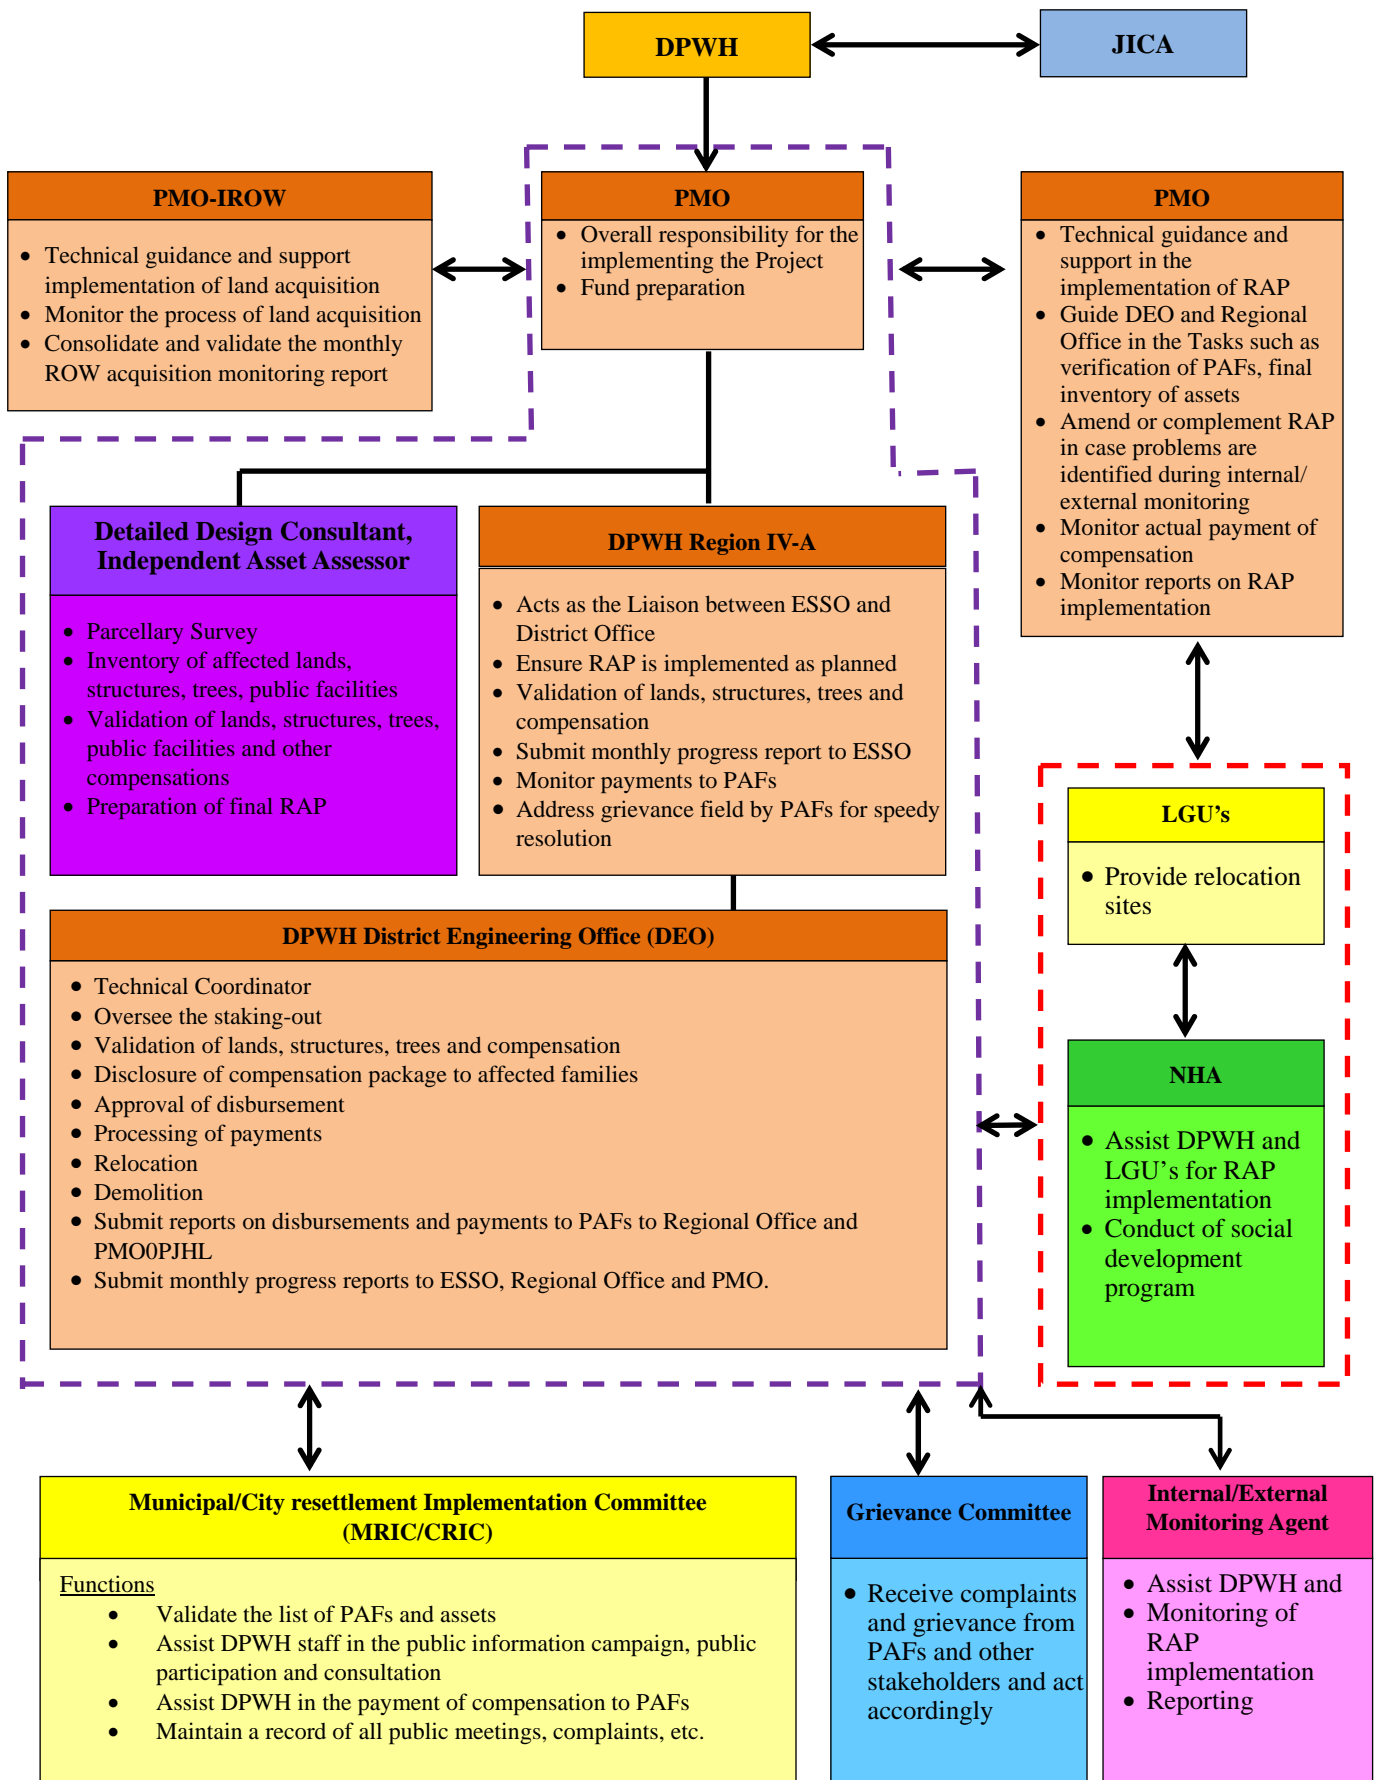 DPWH
JICA
PMO-IROW
• Technical guidance and support
implementation of land acquisition
• Monitor the process of land acquisition
• Consolidate and validate the monthly
ROW acquisition monitoring report
PMO
• Overall responsibility for the
implementing the Project
• Fund preparation
PMO
• Technical guidance and
support in the
implementation of RAP
• Guide DEO and Regional
Office in the Tasks such as
verification of PAFs, final
inventory of assets
• Amend or complement RAP
in case problems are
identified during internal/
external monitoring
• Monitor actual payment of
compensation
• Monitor reports on RAP
implementation
Detailed Design Consultant,
Independent Asset Assessor
• Parcellary Survey
• Inventory of affected lands,
structures, trees, public facilities
• Validation of lands, structures, trees,
public facilities and other
compensations
• Preparation of final RAP
DPWH Region IV-A
• Acts as the Liaison between ESSO and
District Office
• Ensure RAP is implemented as planned
• Validation of lands, structures, trees and
compensation
• Submit monthly progress report to ESSO
• Monitor payments to PAFs
• Address grievance field by PAFs for speedy
resolution
LGU’s
• Provide relocation
sites
DPWH District Engineering Office (DEO)
• Technical Coordinator
• Oversee the staking-out
• Validation of lands, structures, trees and compensation
• Disclosure of compensation package to affected families
• Approval of disbursement
• Processing of payments
• Relocation
• Demolition
• Submit reports on disbursements and payments to PAFs to Regional Office and
PMO0PJHL
• Submit monthly progress reports to ESSO, Regional Office and PMO.
NHA
• Assist DPWH and
LGU’s for RAP
implementation
• Conduct of social
development
program
Municipal/City resettlement Implementation Committee
(MRIC/CRIC)
Functions
• Validate the list of PAFs and assets
• Assist DPWH staff in the public information campaign, public
participation and consultation
• Assist DPWH in the payment of compensation to PAFs
• Maintain a record of all public meetings, complaints, etc.
Grievance Committee
• Receive complaints
and grievance from
PAFs and other
stakeholders and act
accordingly
Internal/External
Monitoring Agent
• Assist DPWH and
• Monitoring of
RAP
implementation
• Reporting